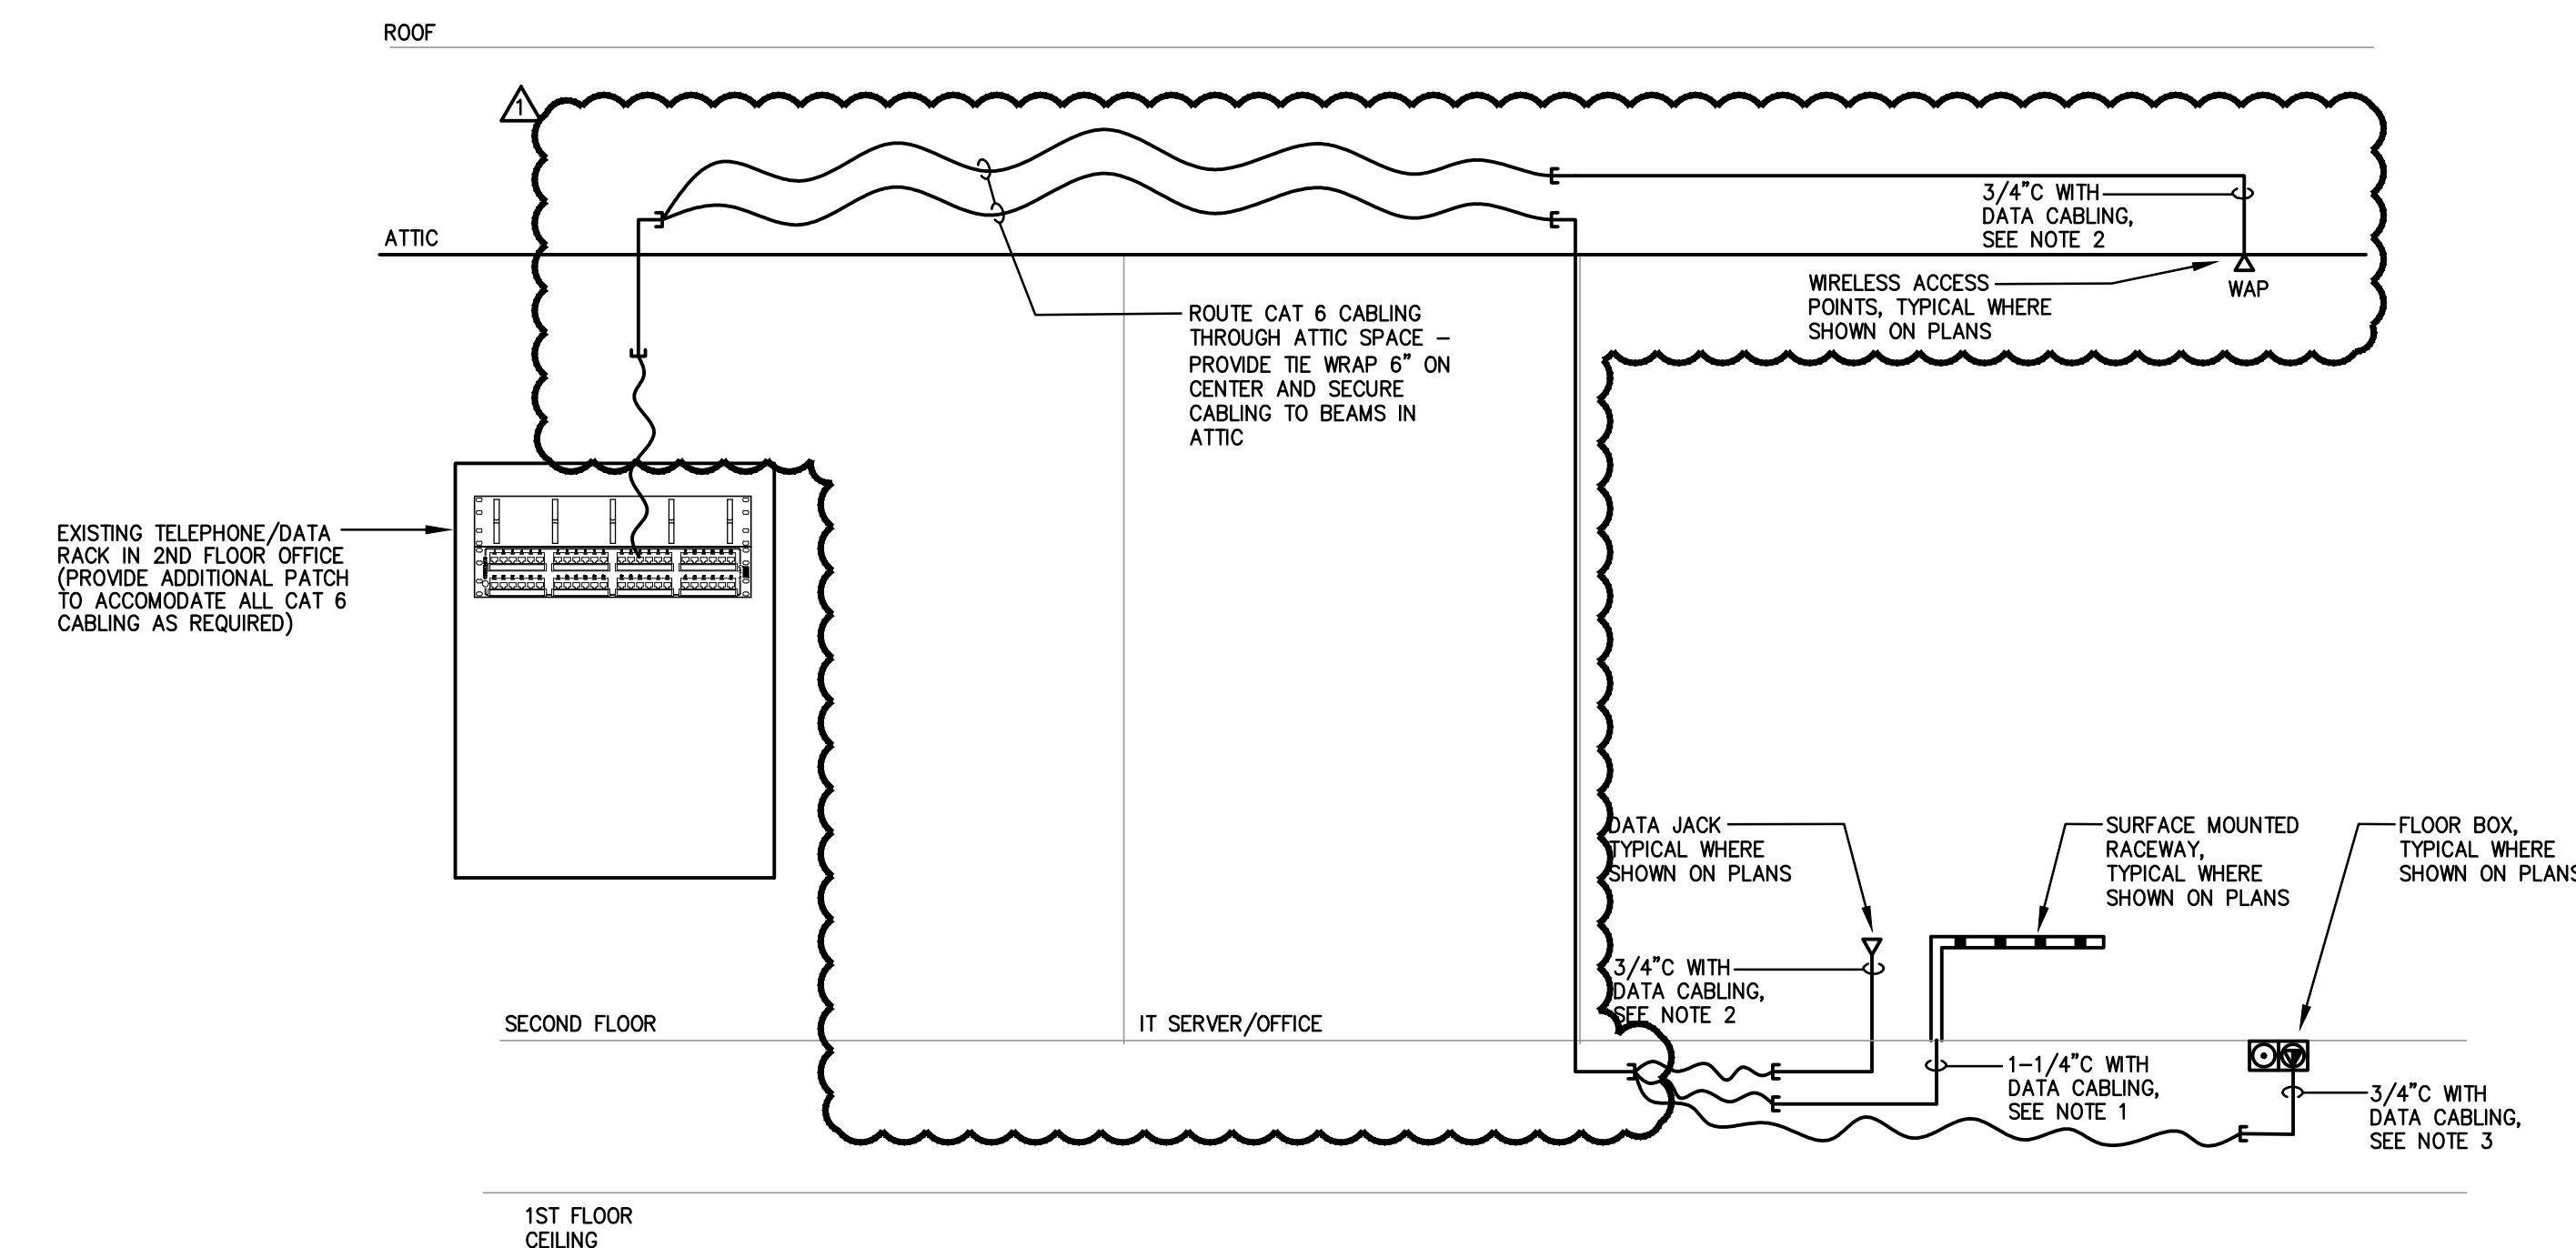 ROOF
1
ATTIC
3/4"C WITH
DATA CABLING,
SEE NOTE 2
WIRELESS ACCESS
POINTS, TYPICAL WHERE
SHOWN ON PLANS
WAP
ROUTE CAT 6 CABLING
THROUGH ATTIC SPACE –
PROVIDE TIE WRAP 6" ON
CENTER AND SECURE
CABLING TO BEAMS IN
ATTIC
EXISTING TELEPHONE/DATA
RACK IN 2ND FLOOR OFFICE
(PROVIDE ADDITIONAL PATCH
TO ACCOMODATE ALL CAT 6
CABLING AS REQUIRED)
DATA JACK
TYPICAL WHERE
SHOWN ON PLANS
SURFACE MOUNTED
RACEWAY,
TYPICAL WHERE
SHOWN ON PLANS
FLOOR BOX,
TYPICAL WHERE
SHOWN ON PLANS
3/4"C WITH
DATA CABLING,
SEE NOTE 2
SECOND FLOOR
IT SERVER/OFFICE
1-1/4"C WITH
DATA CABLING,
SEE NOTE 1
3/4"C WITH
DATA CABLING,
SEE NOTE 3
1ST FLOOR
CEILING